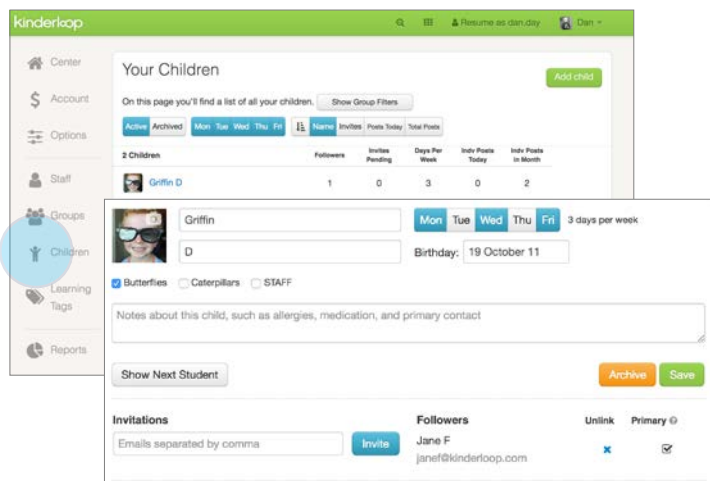 kinderloop
Resume as dan.day
Dan
Center
Account
Options
Staff
Groups
Children
Learning Tags
Reports
Your Children
Add child
On this page you'll find a list of all your children. Show Group Filters
Active Archived Mon Tue Wed Thu Fri Name Invites Posts Today Total Posts
2 Children Followers Invites Pending Days Per Week Indv Posts Today Indv Posts in Month
Griffin D 1 0 3 0 2
Griffin Mon Tue Wed Thu Fri 3 days per week
D Birthday: 19 October 11
Butterflies Caterpillars STAFF
Notes about this child, such as allergies, medication, and primary contact
Show Next Student Archive Save
Invitations Followers Unlink Primary
Emails separated by comma Invite Jane F
janef@kinderloop.com